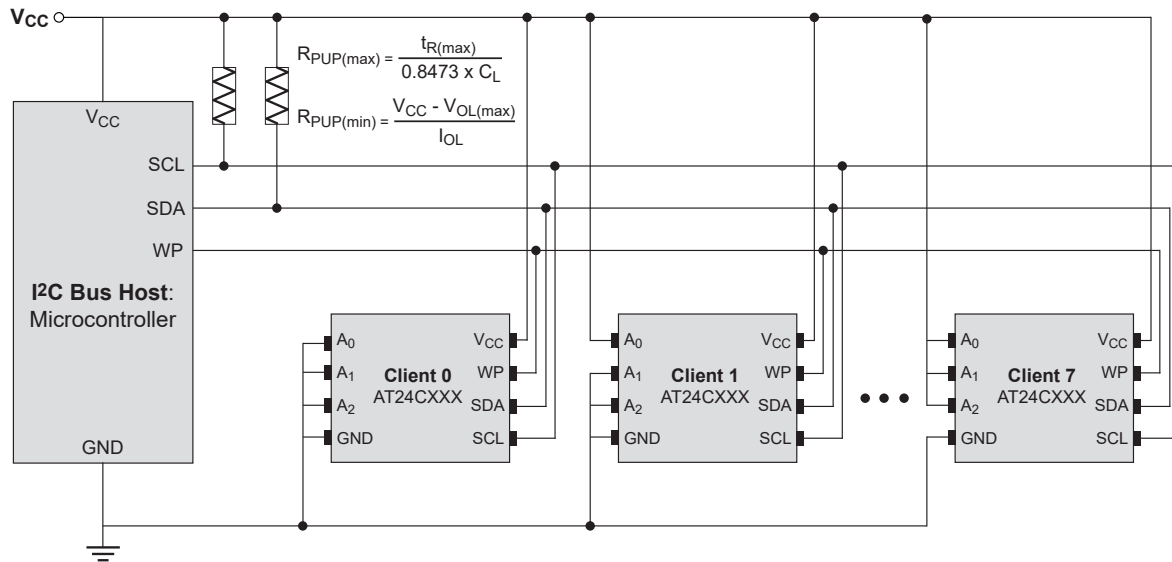 VCC
RPUP(max) = tR(max) / 0.8473 x CL
RPUP(min) = VCC - VOL(max) / IOL
VCC
SCL
SDA
WP
I²C Bus Host:
Microcontroller
GND
A0
A1
A2
GND
Client 0
AT24CXXX
VCC
WP
SDA
SCL
A0
A1
A2
GND
Client 1
AT24CXXX
VCC
WP
SDA
SCL
A0
A1
A2
GND
Client 7
AT24CXXX
VCC
WP
SDA
SCL